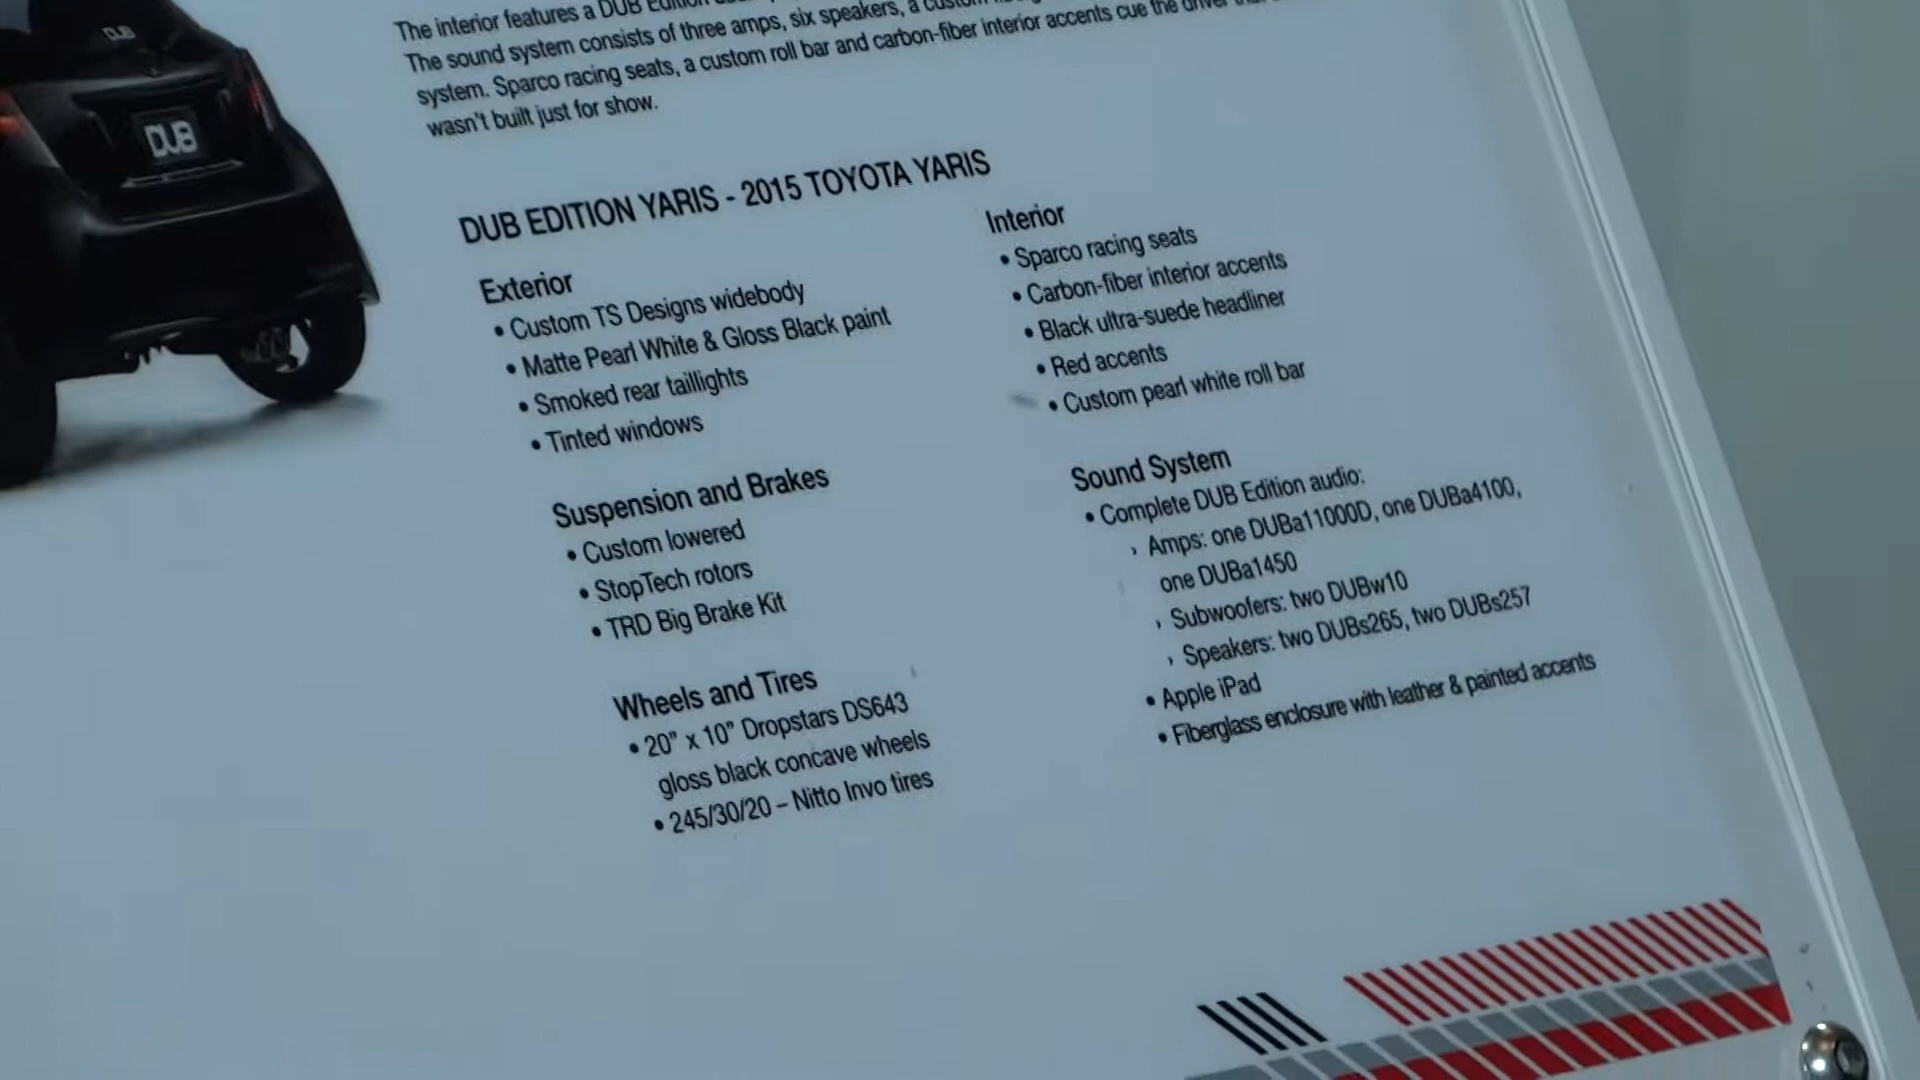 DUB
DUB
The interior features a DUB Edition
The sound system consists of three amps, six speakers, a custom
system. Sparco racing seats, a custom roll bar and carbon-fiber interior accents cue the driver
wasn't built just for show.
DUB EDITION YARIS - 2015 TOYOTA YARIS
Exterior
• Custom TS Designs widebody
• Matte Pearl White & Gloss Black paint
• Smoked rear taillights
• Tinted windows
Suspension and Brakes
• Custom lowered
• StopTech rotors
• TRD Big Brake Kit
Wheels and Tires
• 20” x 10” Dropstars DS643
gloss black concave wheels
• 245/30/20 – Nitto Invo tires
Interior
• Sparco racing seats
• Carbon-fiber interior accents
• Black ultra-suede headliner
• Red accents
• Custom pearl white roll bar
Sound System
• Complete DUB Edition audio:
› Amps: one DUBa11000D, one DUBa4100,
one DUBa1450
› Subwoofers: two DUBw10
› Speakers: two DUBs265, two DUBs257
• Apple iPad
• Fiberglass enclosure with leather & painted accents